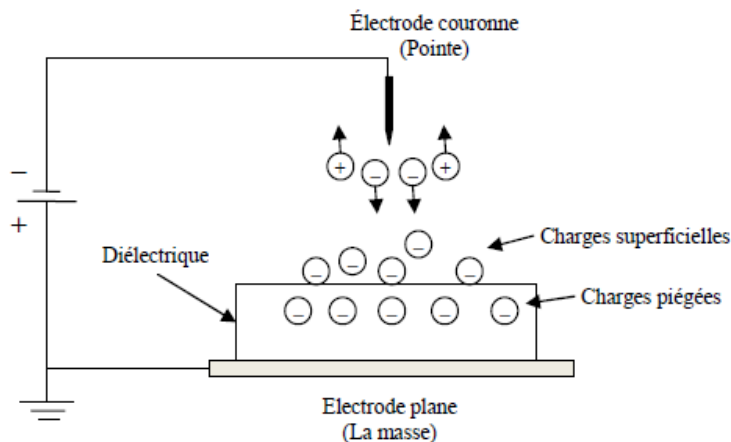 Électrode couronne
(Pointe)
−
+
+
−
−
+
Charges superficielles
Diélectrique
−
−
−
−
−
Charges piégées
−
−
−
−
−
Electrode plane
(La masse)